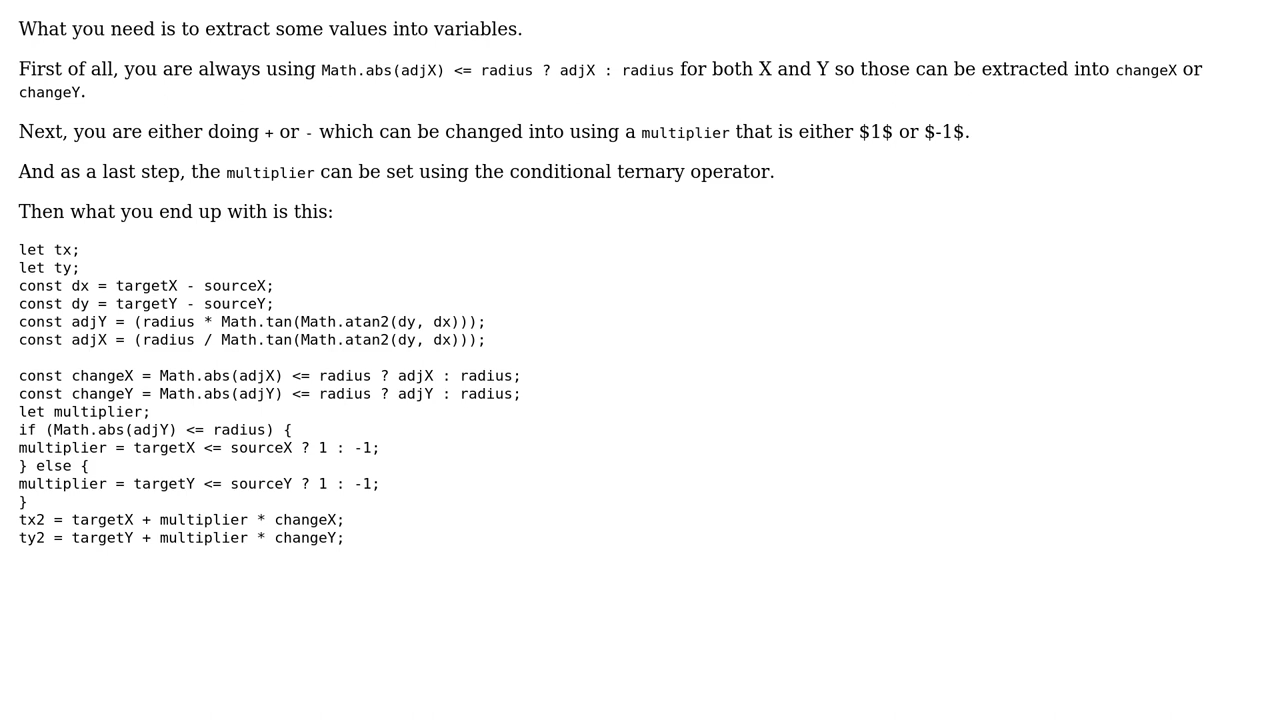 What you need is to extract some values into variables.
First of all, you are always using Math.abs(adjX) <= radius ? adjX : radius for both X and Y so those can be extracted into changeX or
changeY.
Next, you are either doing + or - which can be changed into using a multiplier that is either $1$ or $-1$.
And as a last step, the multiplier can be set using the conditional ternary operator.
Then what you end up with is this:
let tx;
let ty;
const dx = targetX - sourceX;
const dy = targetY - sourceY;
const adjY = (radius * Math.tan(Math.atan2(dy, dx)));
const adjX = (radius / Math.tan(Math.atan2(dy, dx)));
const changeX = Math.abs(adjX) <= radius ? adjX : radius;
const changeY = Math.abs(adjY) <= radius ? adjY : radius;
let multiplier;
if (Math.abs(adjY) <= radius) {
multiplier = targetX <= sourceX ? 1 : -1;
} else {
multiplier = targetY <= sourceY ? 1 : -1;
}
tx2 = targetX + multiplier * changeX;
ty2 = targetY + multiplier * changeY;